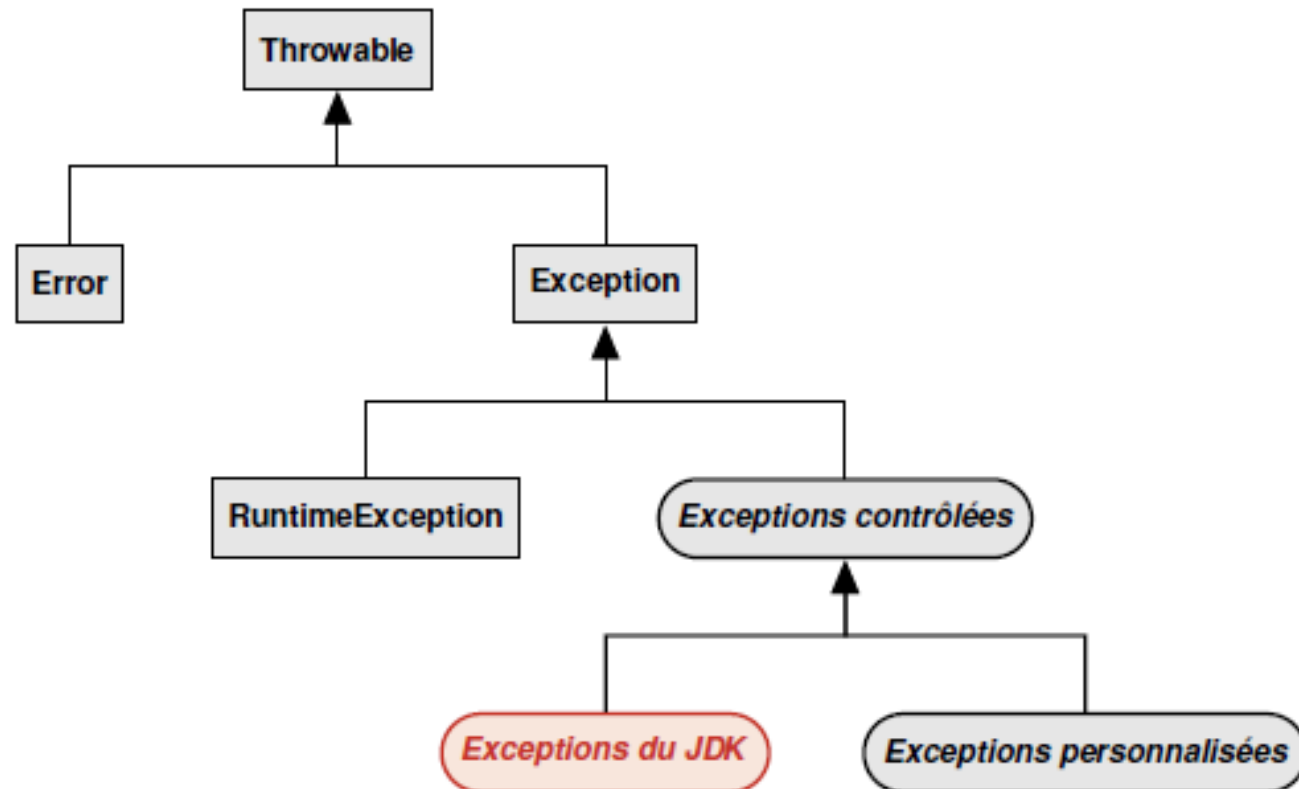 Throwable
Error
Exception
RuntimeException
Exceptions contrôlées
Exceptions du JDK
Exceptions personnalisées